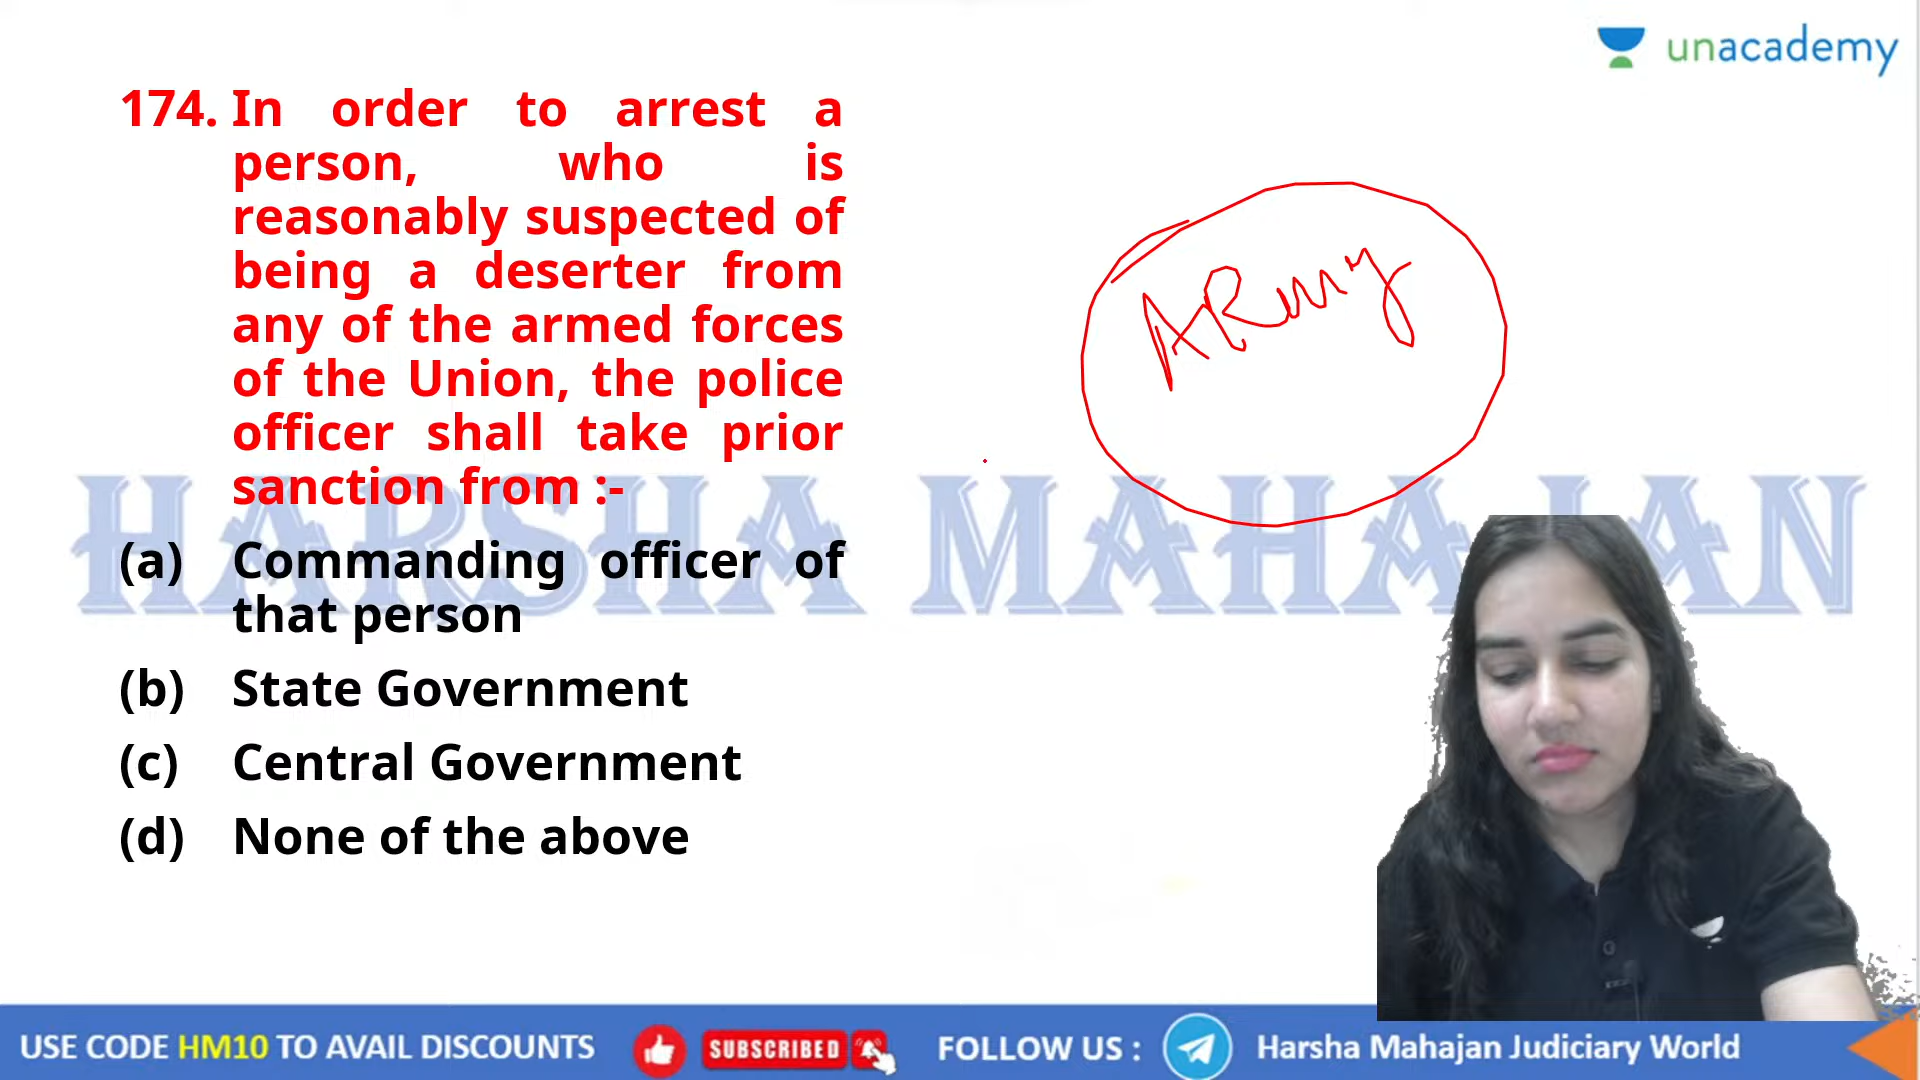 unacademy
174. In order to arrest a
person, who is
reasonably suspected of
being a deserter from
any of the armed forces
of the Union, the police
officer shall take prior
sanction from :-
ARmy
HARSHA MAHAJAN
(a) Commanding officer of
that person
(b) State Government
(c) Central Government
(d) None of the above
USE CODE HM10 TO AVAIL DISCOUNTS SUBSCRIBED FOLLOW US : Harsha Mahajan Judiciary World